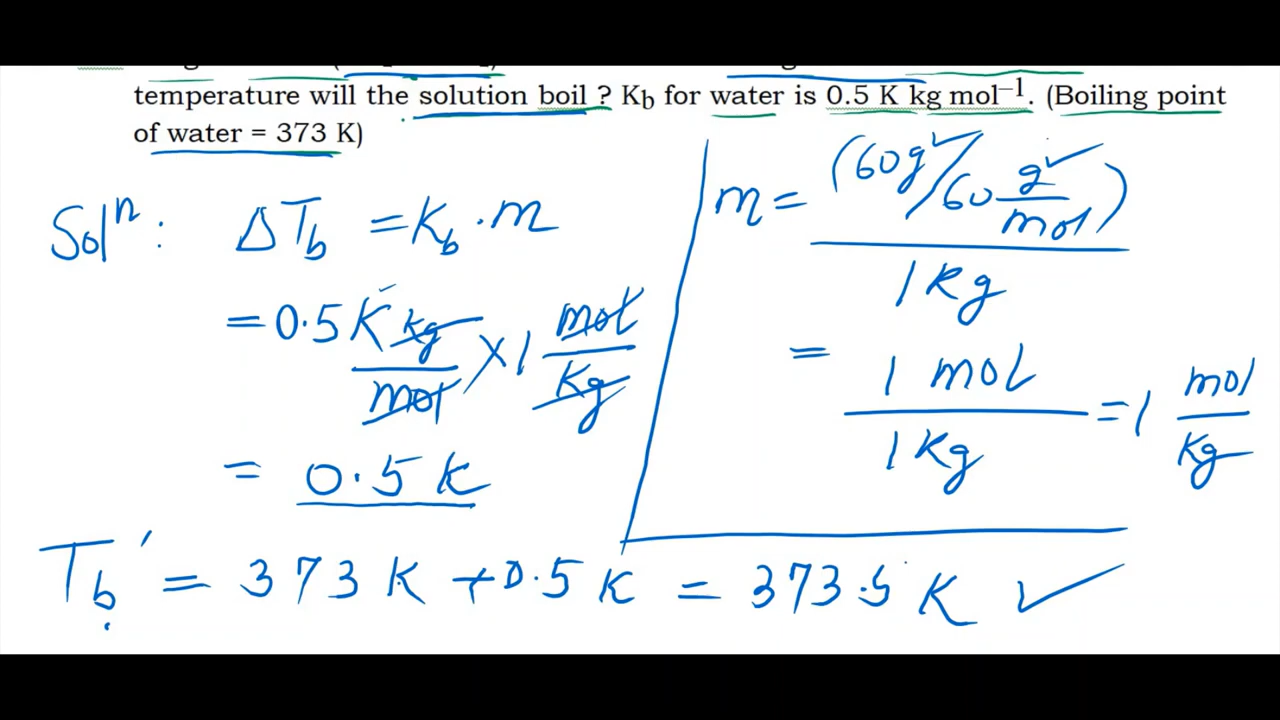 temperature will the solution boil ? Kb for water is 0.5 K kg mol⁻¹. (Boiling point
of water = 373 K)
Solⁿ : ΔTb = Kb · m
= 0.5 K kg/mol × 1 mol/kg
= 0.5 K
m = (60g / 60 g/mol) / 1 Kg
= 1 mol / 1 Kg = 1 mol/Kg
Tb' = 373 K + 0.5 K = 373.5 K ✓